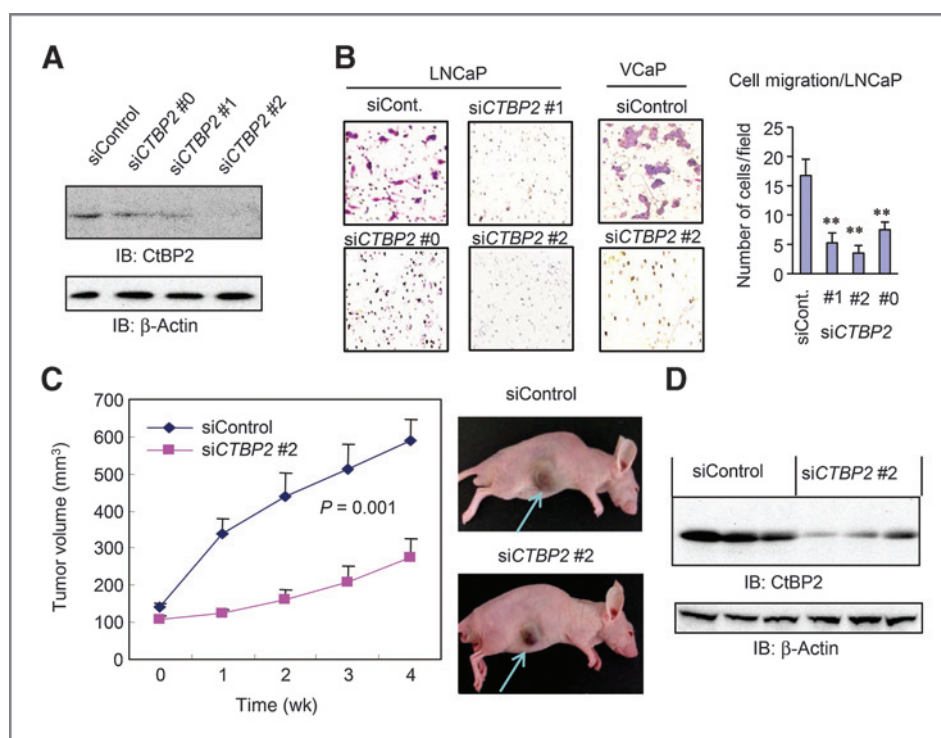 A
siControl
siCTBP2 #0
siCTBP2 #1
siCTBP2 #2
IB: CtBP2
IB: β-Actin
B
LNCaP
VCaP
siCont.
siCTBP2 #1
siControl
siCTBP2 #0
siCTBP2 #2
siCTBP2 #2
Cell migration/LNCaP
Number of cells/field
25
20
15
10
5
0
**
**
**
siCont.
#1
#2
#0
siCTBP2
C
Tumor volume (mm³)
700
600
500
400
300
200
100
0
siControl
siCTBP2 #2
P = 0.001
0
1
2
3
4
Time (wk)
siControl
siCTBP2 #2
D
siControl
siCTBP2 #2
IB: CtBP2
IB: β-Actin